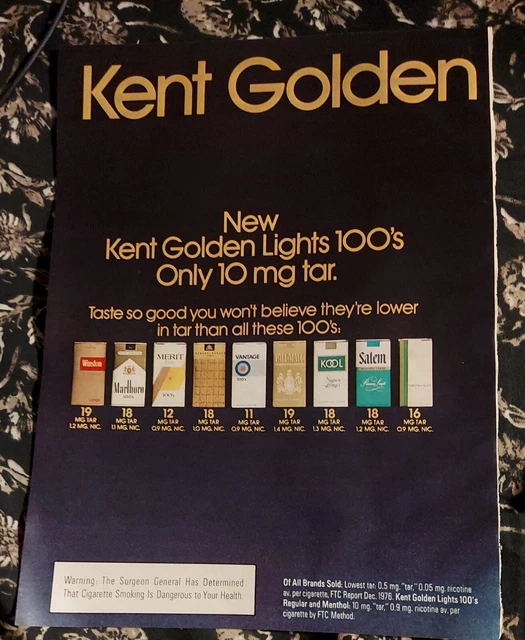 Kent Golden
New
Kent Golden Lights 100's
Only 10 mg tar.
Taste so good you won't believe they're lower
in tar than all these 100's:
Winston
Marlboro
MERIT
100's
VANTAGE
100's
PALL MALL
KOOL
Salem
19 18 12 18 11 19 18 18 16
MG TAR MG TAR MG TAR MG TAR MG TAR MG TAR MG TAR MG TAR MG TAR
1.2 MG. NIC. 1.1 MG. NIC. 0.9 MG. NIC. 1.0 MG. NIC. 0.9 MG. NIC. 1.4 MG. NIC. 1.3 MG. NIC. 1.2 MG. NIC. 0.9 MG. NIC.
Warning: The Surgeon General Has Determined
That Cigarette Smoking Is Dangerous to Your Health.
Of All Brands Sold: Lowest tar: 0.5 mg. "tar," 0.05 mg. nicotine
av. per cigarette, FTC Report Dec. 1976. Kent Golden Lights 100's
Regular and Menthol: 10 mg. "tar," 0.9 mg. nicotine av. per
cigarette by FTC Method.